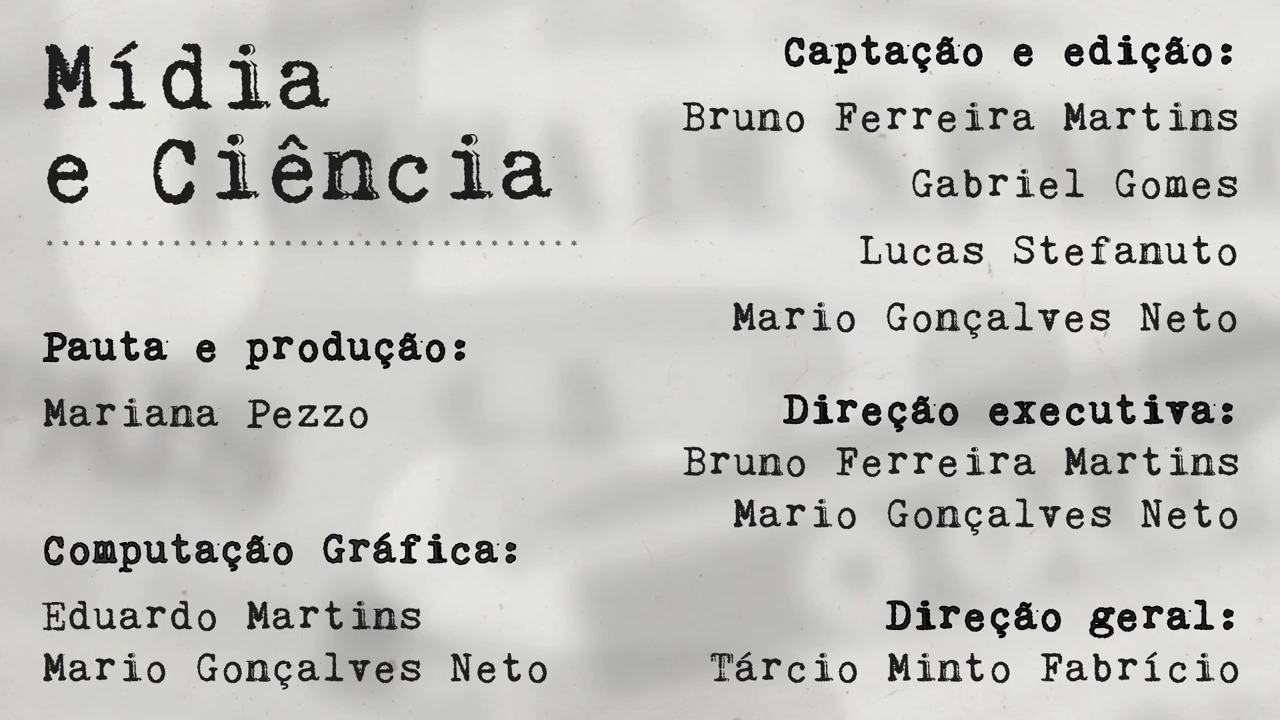 Mídia
e Ciência
Pauta e produção:
Mariana Pezzo
Computação Gráfica:
Eduardo Martins
Mario Gonçalves Neto
Captação e edição:
Bruno Ferreira Martins
Gabriel Gomes
Lucas Stefanuto
Mario Gonçalves Neto
Direção executiva:
Bruno Ferreira Martins
Mario Gonçalves Neto
Direção geral:
Tárcio Minto Fabrício